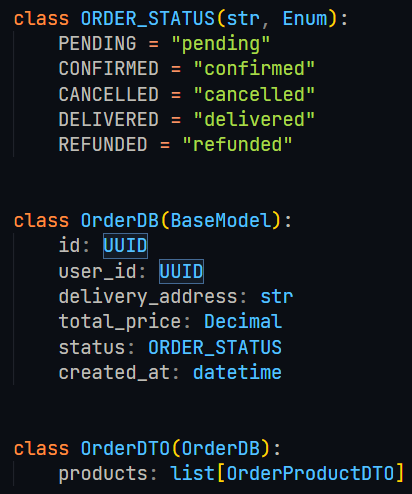 class ORDER_STATUS(str, Enum):
    PENDING = "pending"
    CONFIRMED = "confirmed"
    CANCELLED = "cancelled"
    DELIVERED = "delivered"
    REFUNDED = "refunded"
class OrderDB(BaseModel):
    id: UUID
    user_id: UUID
    delivery_address: str
    total_price: Decimal
    status: ORDER_STATUS
    created_at: datetime
class OrderDTO(OrderDB):
    products: list[OrderProductDTO]